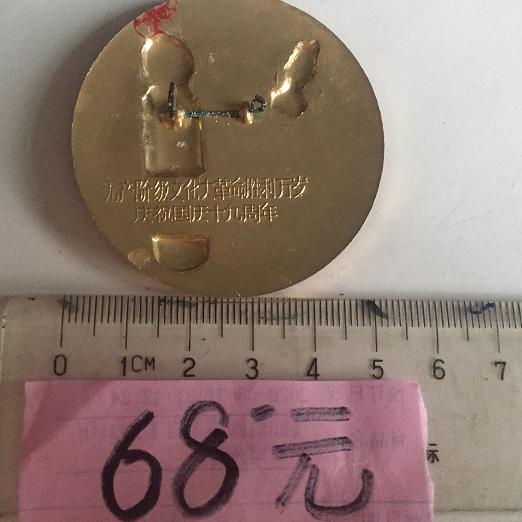 无产阶级文化大革命胜利万岁
庆祝国庆十九周年
0 1CM 2 3 4 5 6 7
68元